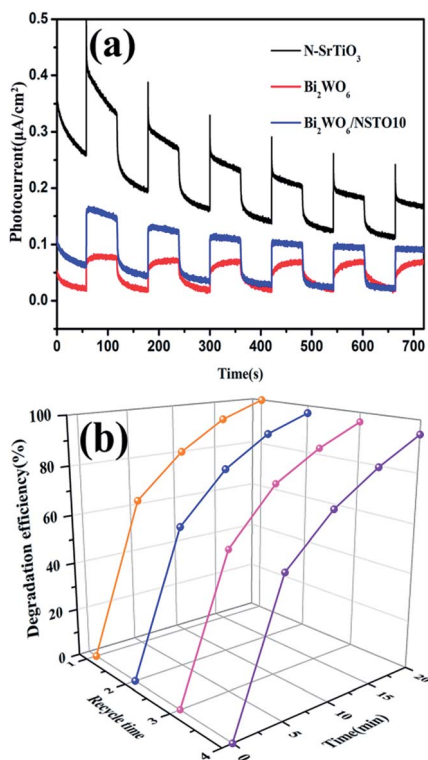 (a)
N-SrTiO₃
Bi₂WO₆
Bi₂WO₆/NSTO10
Photocurrent(μA/cm²)
0.5
0.4
0.3
0.2
0.1
0.0
0 100 200 300 400 500 600 700
Time(s)
(b)
Degradation efficiency(%)
100
80
60
40
20
0
1
2
3
4
Recycle time
0
5
10
15
20
Time(min)